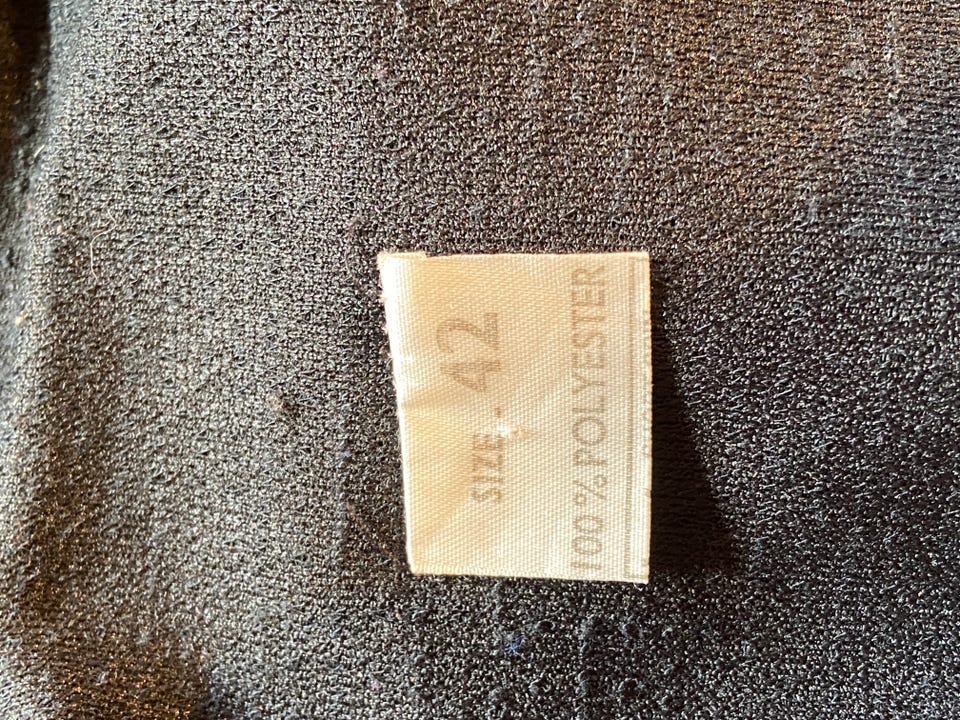 SIZE . 42
100% POLYESTER